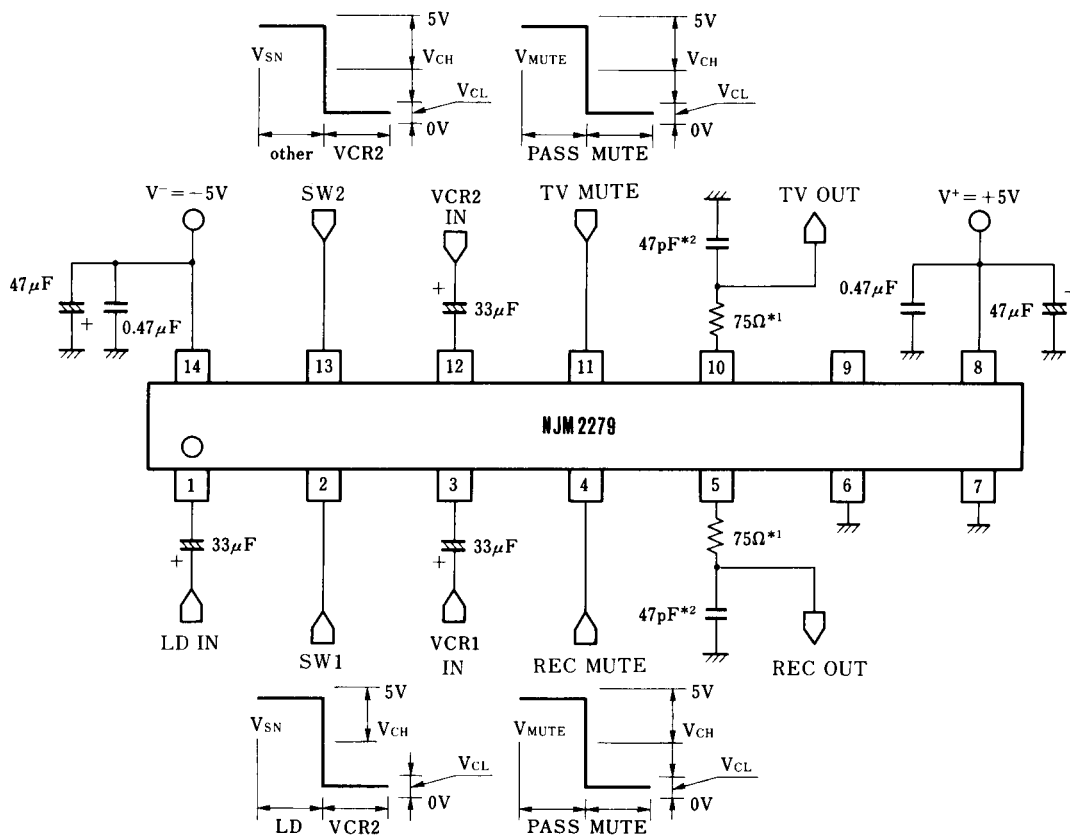 5V
VSN
VCH
VCL
0V
other VCR2
5V
VMUTE
VCH
VCL
0V
PASS MUTE
V⁻=−5V
SW2
VCR2
IN
TV MUTE
TV OUT
V⁺=+5V
47μF
+
0.47μF
+
33μF
47pF*2
75Ω*1
0.47μF
47μF
14
13
12
11
10
9
8
NJM2279
1
2
3
4
5
6
7
33μF
+
33μF
+
75Ω*1
47pF*2
LD IN
SW1
VCR1
IN
REC MUTE
REC OUT
5V
VSN
VCH
VCL
0V
LD VCR2
5V
VMUTE
VCH
VCL
0V
PASS MUTE